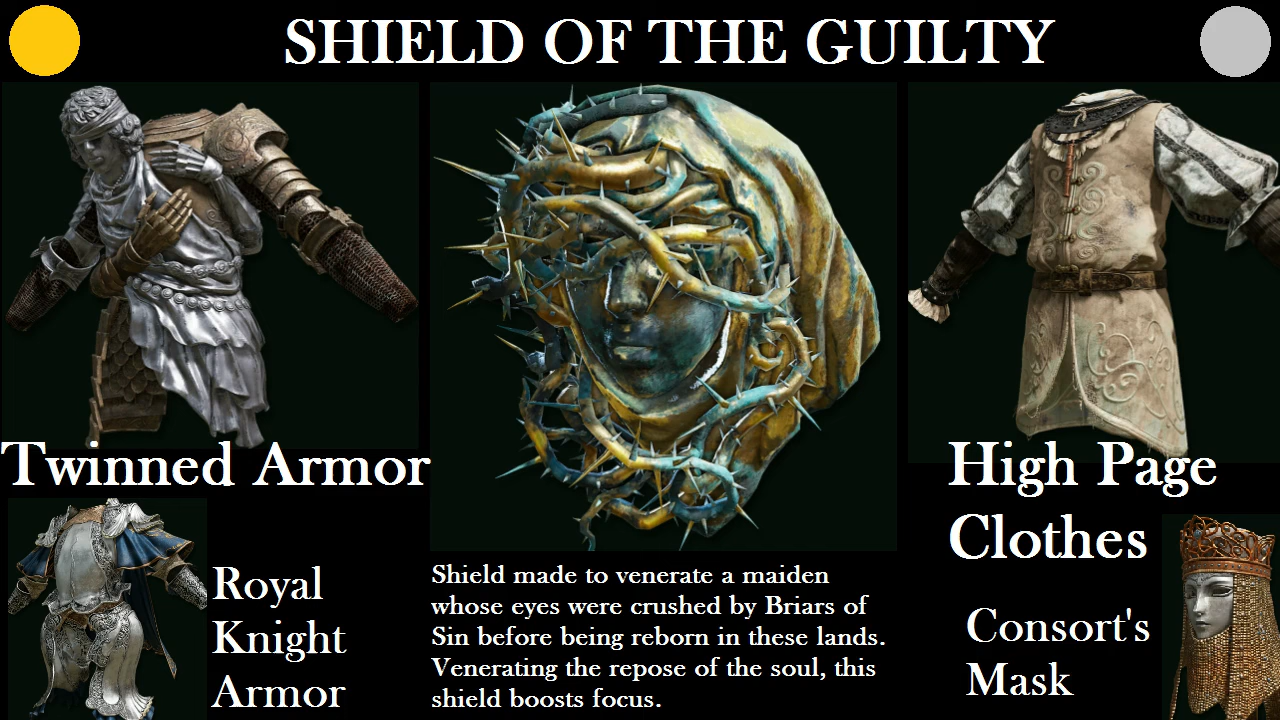 SHIELD OF THE GUILTY
Twinned Armor
Royal
Knight
Armor
Shield made to venerate a maiden
whose eyes were crushed by Briars of
Sin before being reborn in these lands.
Venerating the repose of the soul, this
shield boosts focus.
High Page
Clothes
Consort's
Mask